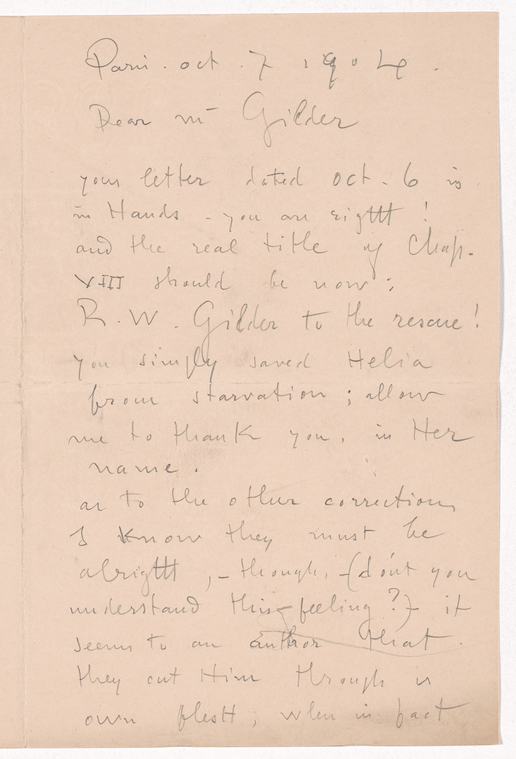 Paris. oct. 7 1904.
Dear Mr Gilder
your letter dated oct. 6 is
in Hands - you are rigttt !
and the real title of Chap.
VIII should be now :
R. W. Gilder to the rescue!
you simply saved Helia
from starvation ; allow
me to thank you, in Her
name .
as to the other corrections
I know they must be
alrigttt , - though, - (don't you
understand this feeling?) - it
seems to an author that
they cut Him through is
own flestt ; when in fact